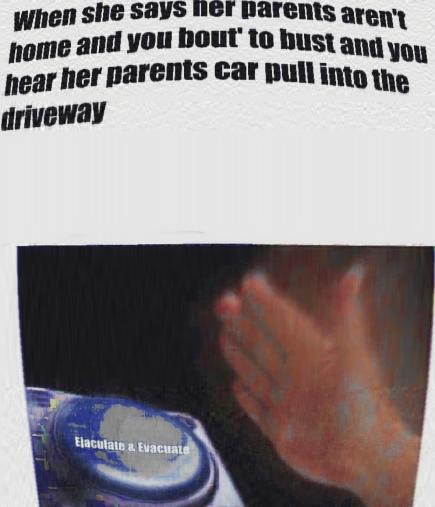 When she says her parents aren't
home and you bout' to bust and you
hear her parents car pull into the
driveway
Ejaculate & Evacuate